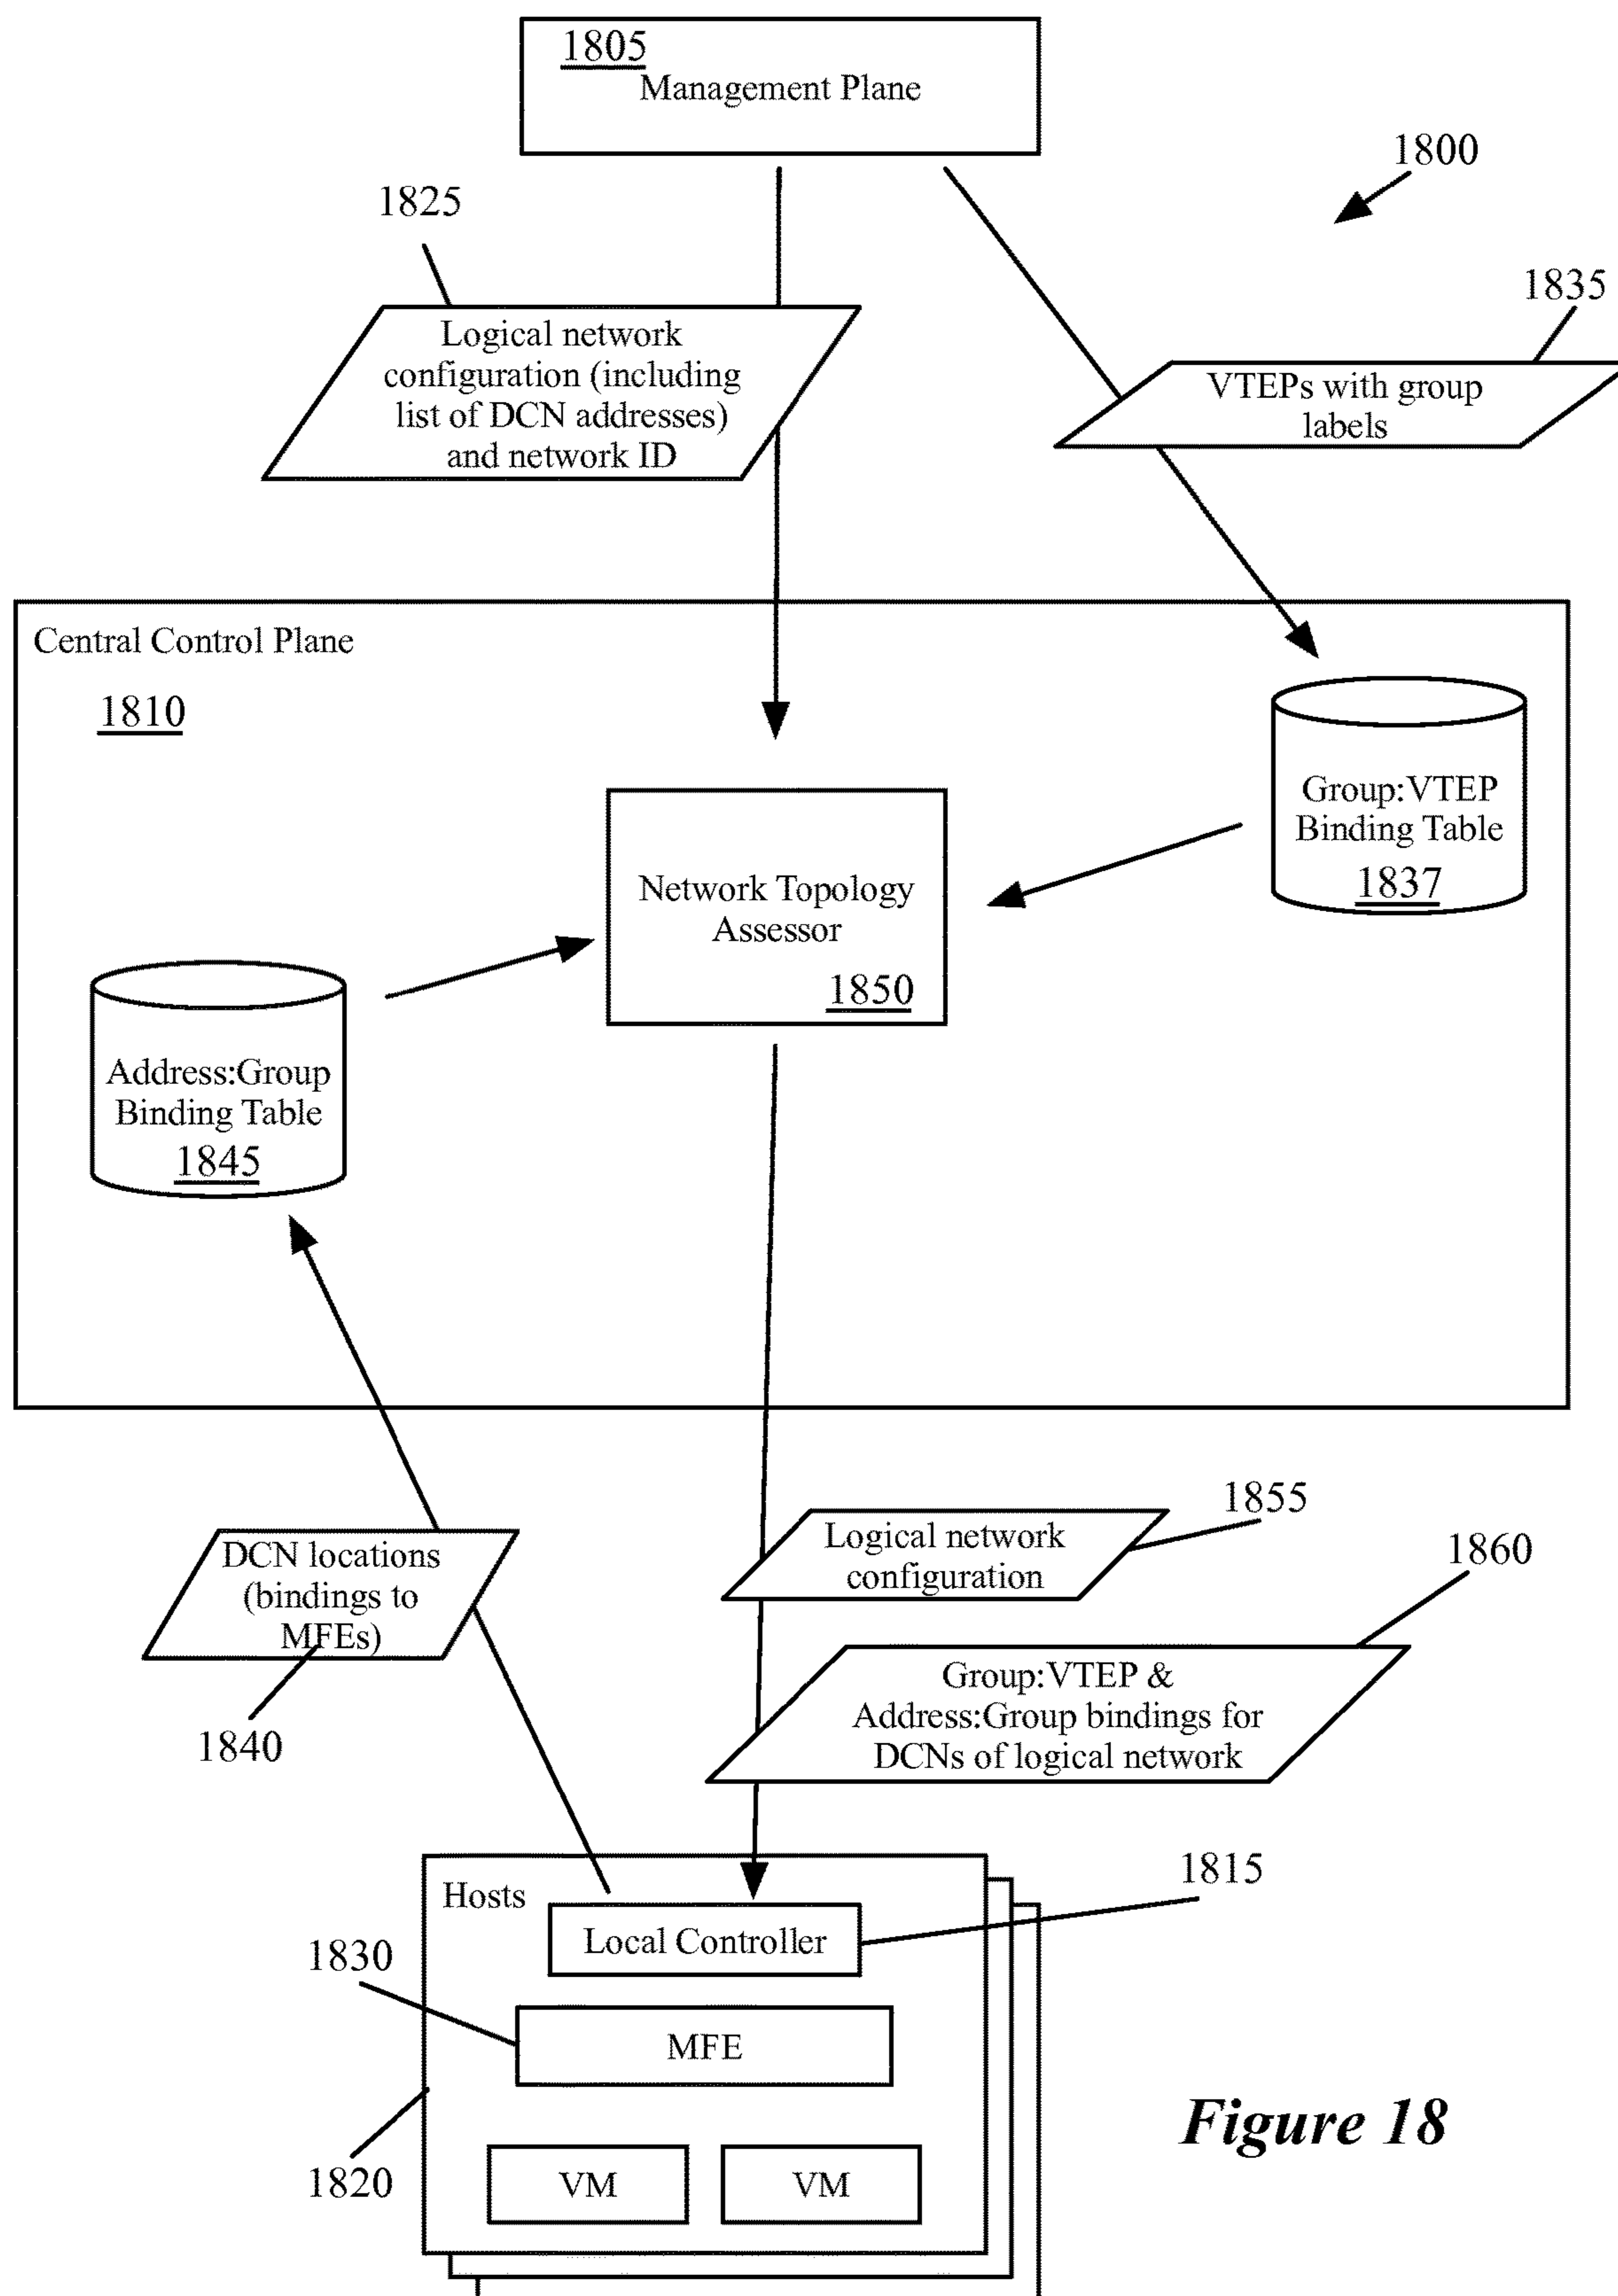 1805
Management Plane
1800
1825
1835
Logical network
configuration (including
list of DCN addresses)
and network ID
VTEPs with group
labels
Central Control Plane
1810
Group:VTEP
Binding Table
1837
Network Topology
Assessor
1850
Address:Group
Binding Table
1845
1855
Logical network
configuration
1860
DCN locations
(bindings to
MFEs)
1840
Group:VTEP &
Address:Group bindings for
DCNs of logical network
1815
Hosts
Local Controller
1830
MFE
1820
VM
VM
Figure 18